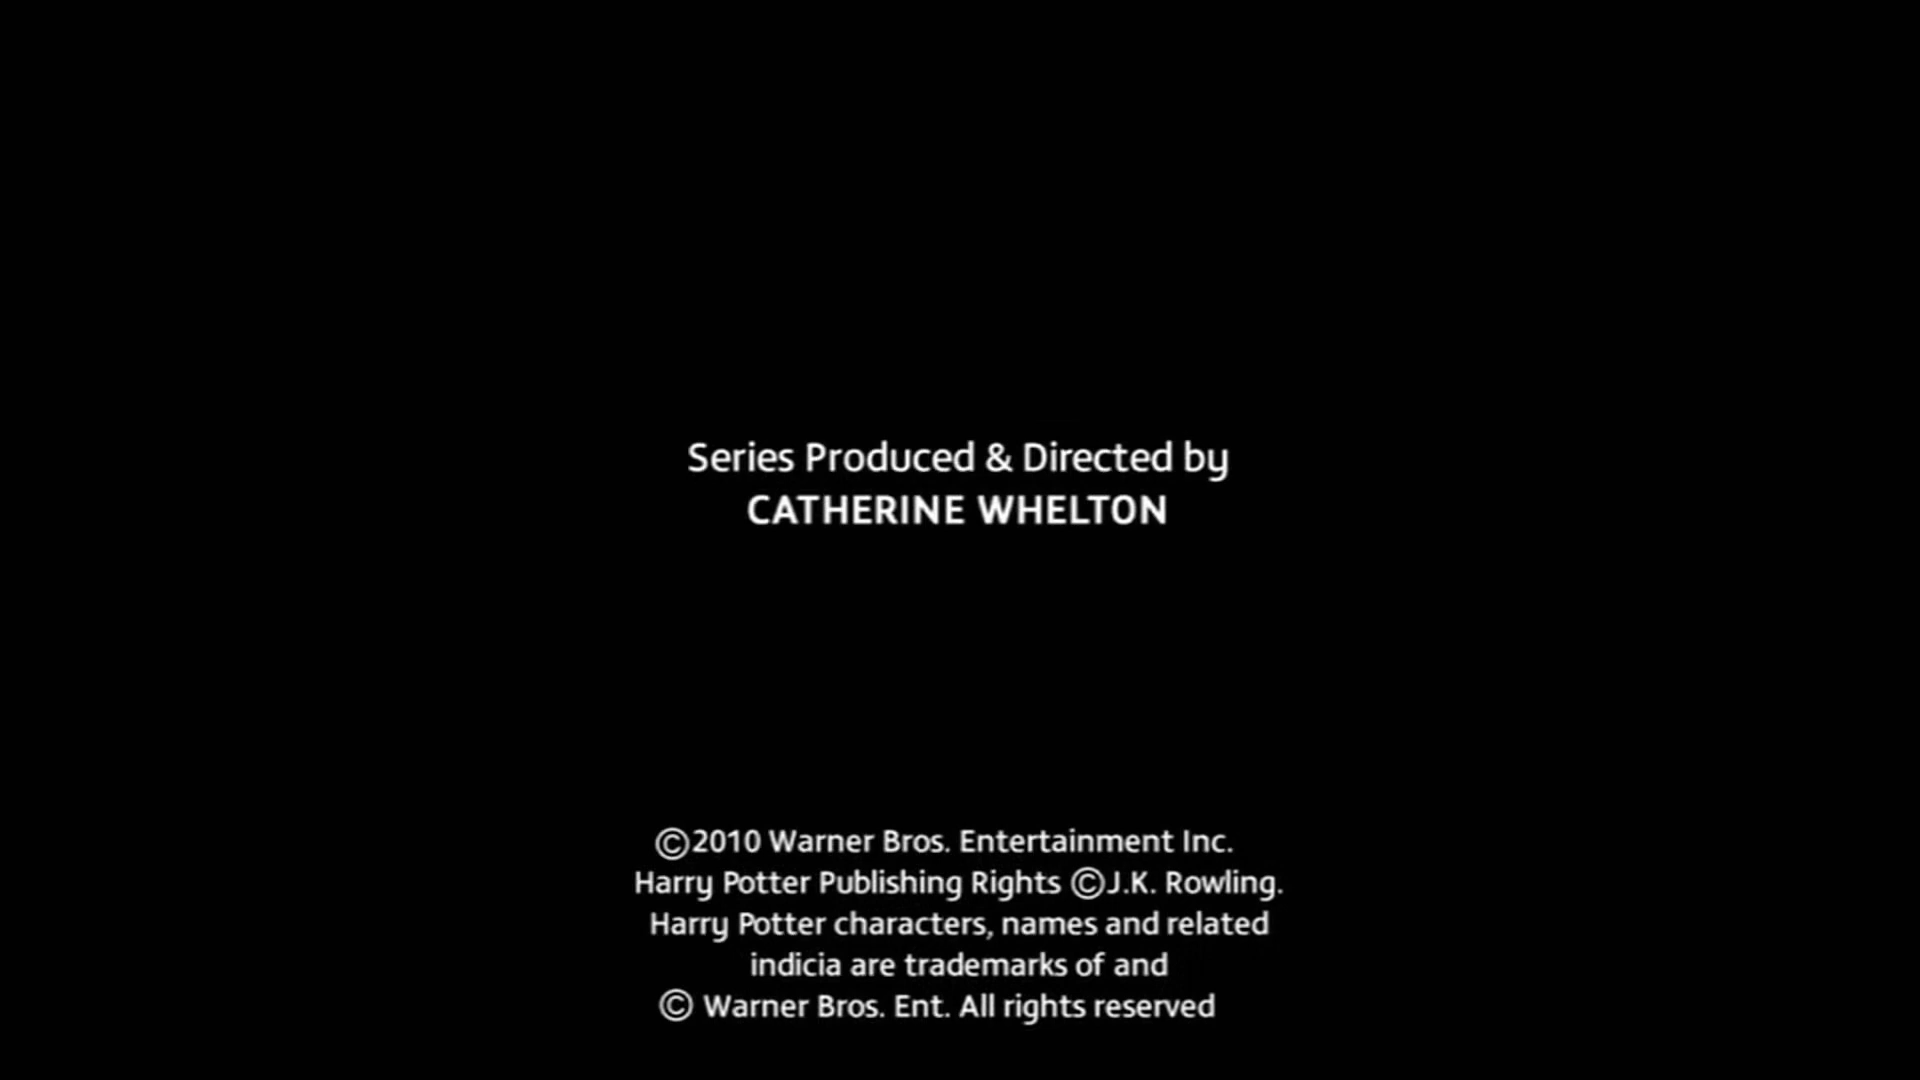 Series Produced & Directed by
CATHERINE WHELTON
©2010 Warner Bros. Entertainment Inc.
Harry Potter Publishing Rights ©J.K. Rowling.
Harry Potter characters, names and related
indicia are trademarks of and
© Warner Bros. Ent. All rights reserved